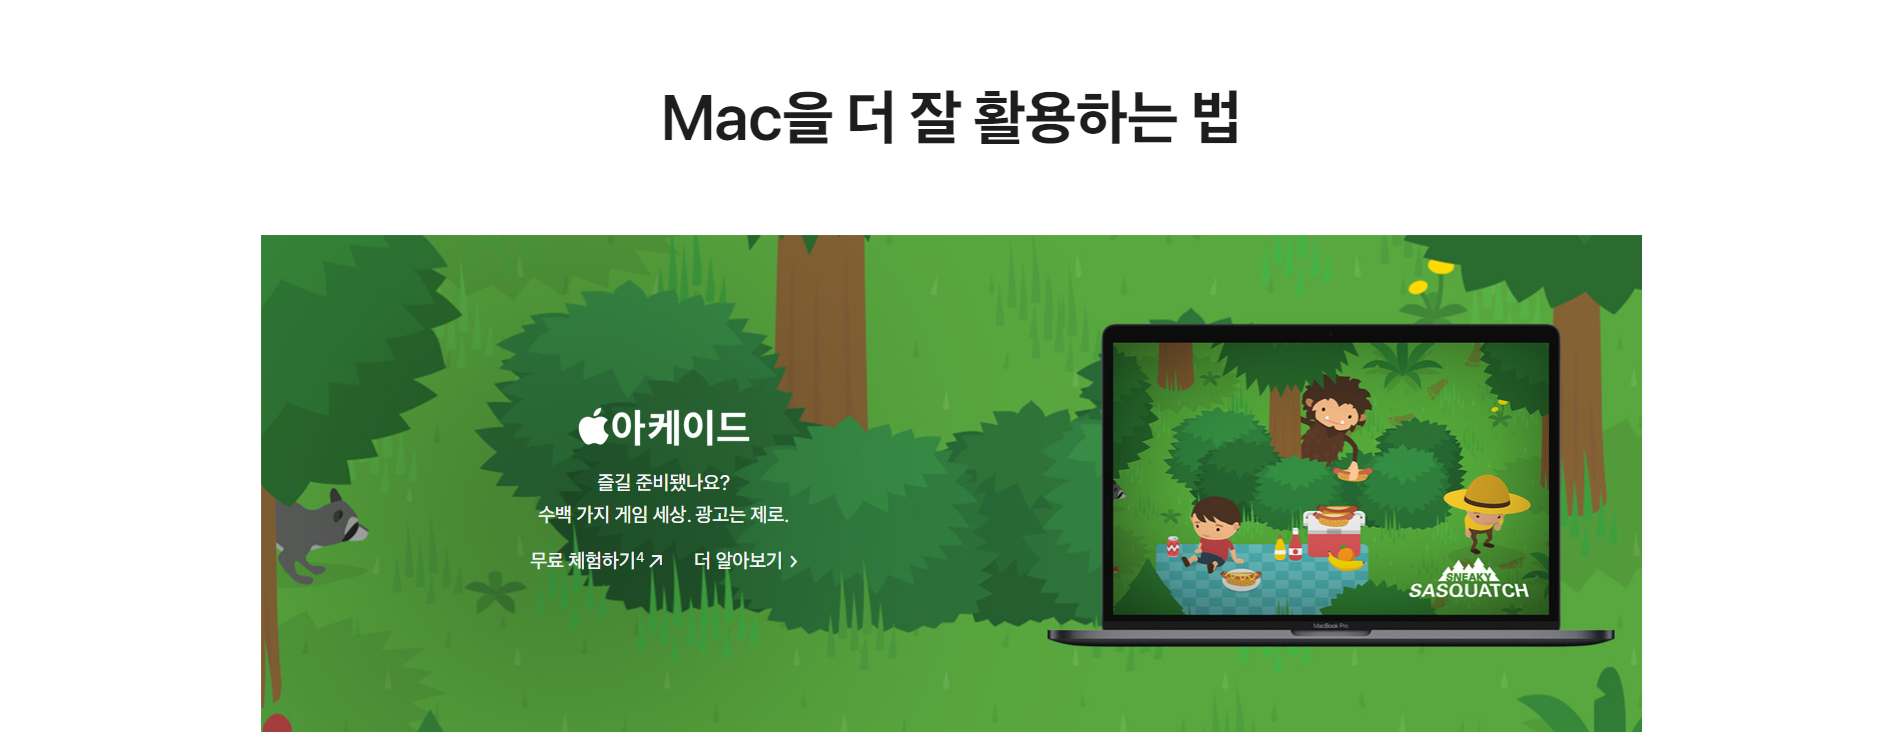 Mac을 더 잘 활용하는 법
아케이드
즐길 준비됐나요?
수백 가지 게임 세상. 광고는 제로.
무료 체험하기4 더 알아보기 >
SNEAKY
SASQUATCH
MacBook Pro